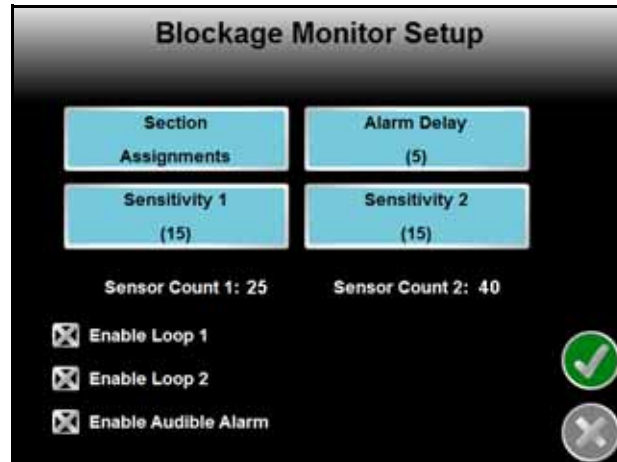 Blockage Monitor Setup
Section
Assignments
Alarm Delay
(5)
Sensitivity 1
(15)
Sensitivity 2
(15)
Sensor Count 1: 25
Sensor Count 2: 40
Enable Loop 1
Enable Loop 2
Enable Audible Alarm